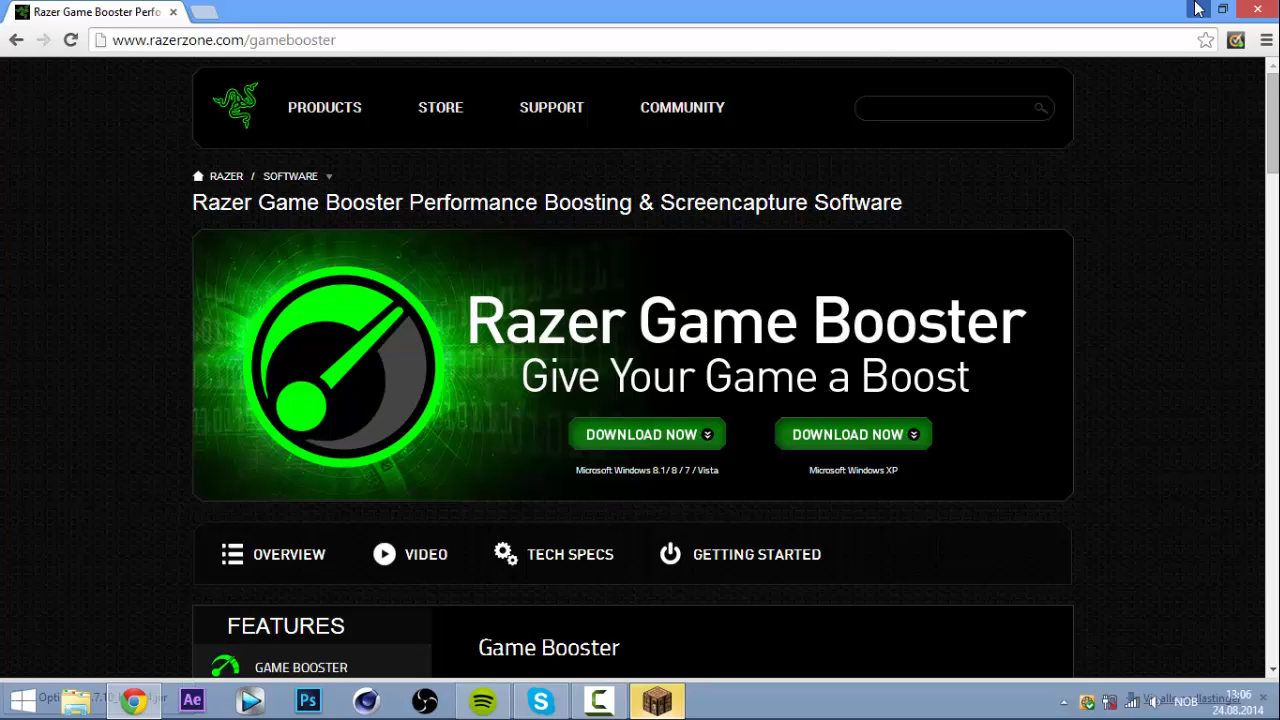 Razer Game Booster Perfo
www.razerzone.com/gamebooster
PRODUCTS
STORE
SUPPORT
COMMUNITY
RAZER / SOFTWARE
Razer Game Booster Performance Boosting & Screencapture Software
Razer Game Booster
Give Your Game a Boost
DOWNLOAD NOW
DOWNLOAD NOW
Microsoft Windows 8.1/ 8 / 7 / Vista
Microsoft Windows XP
OVERVIEW
VIDEO
TECH SPECS
GETTING STARTED
FEATURES
Game Booster
GAME BOOSTER
Ae
Ps
NOB
13:06
24.08.2014